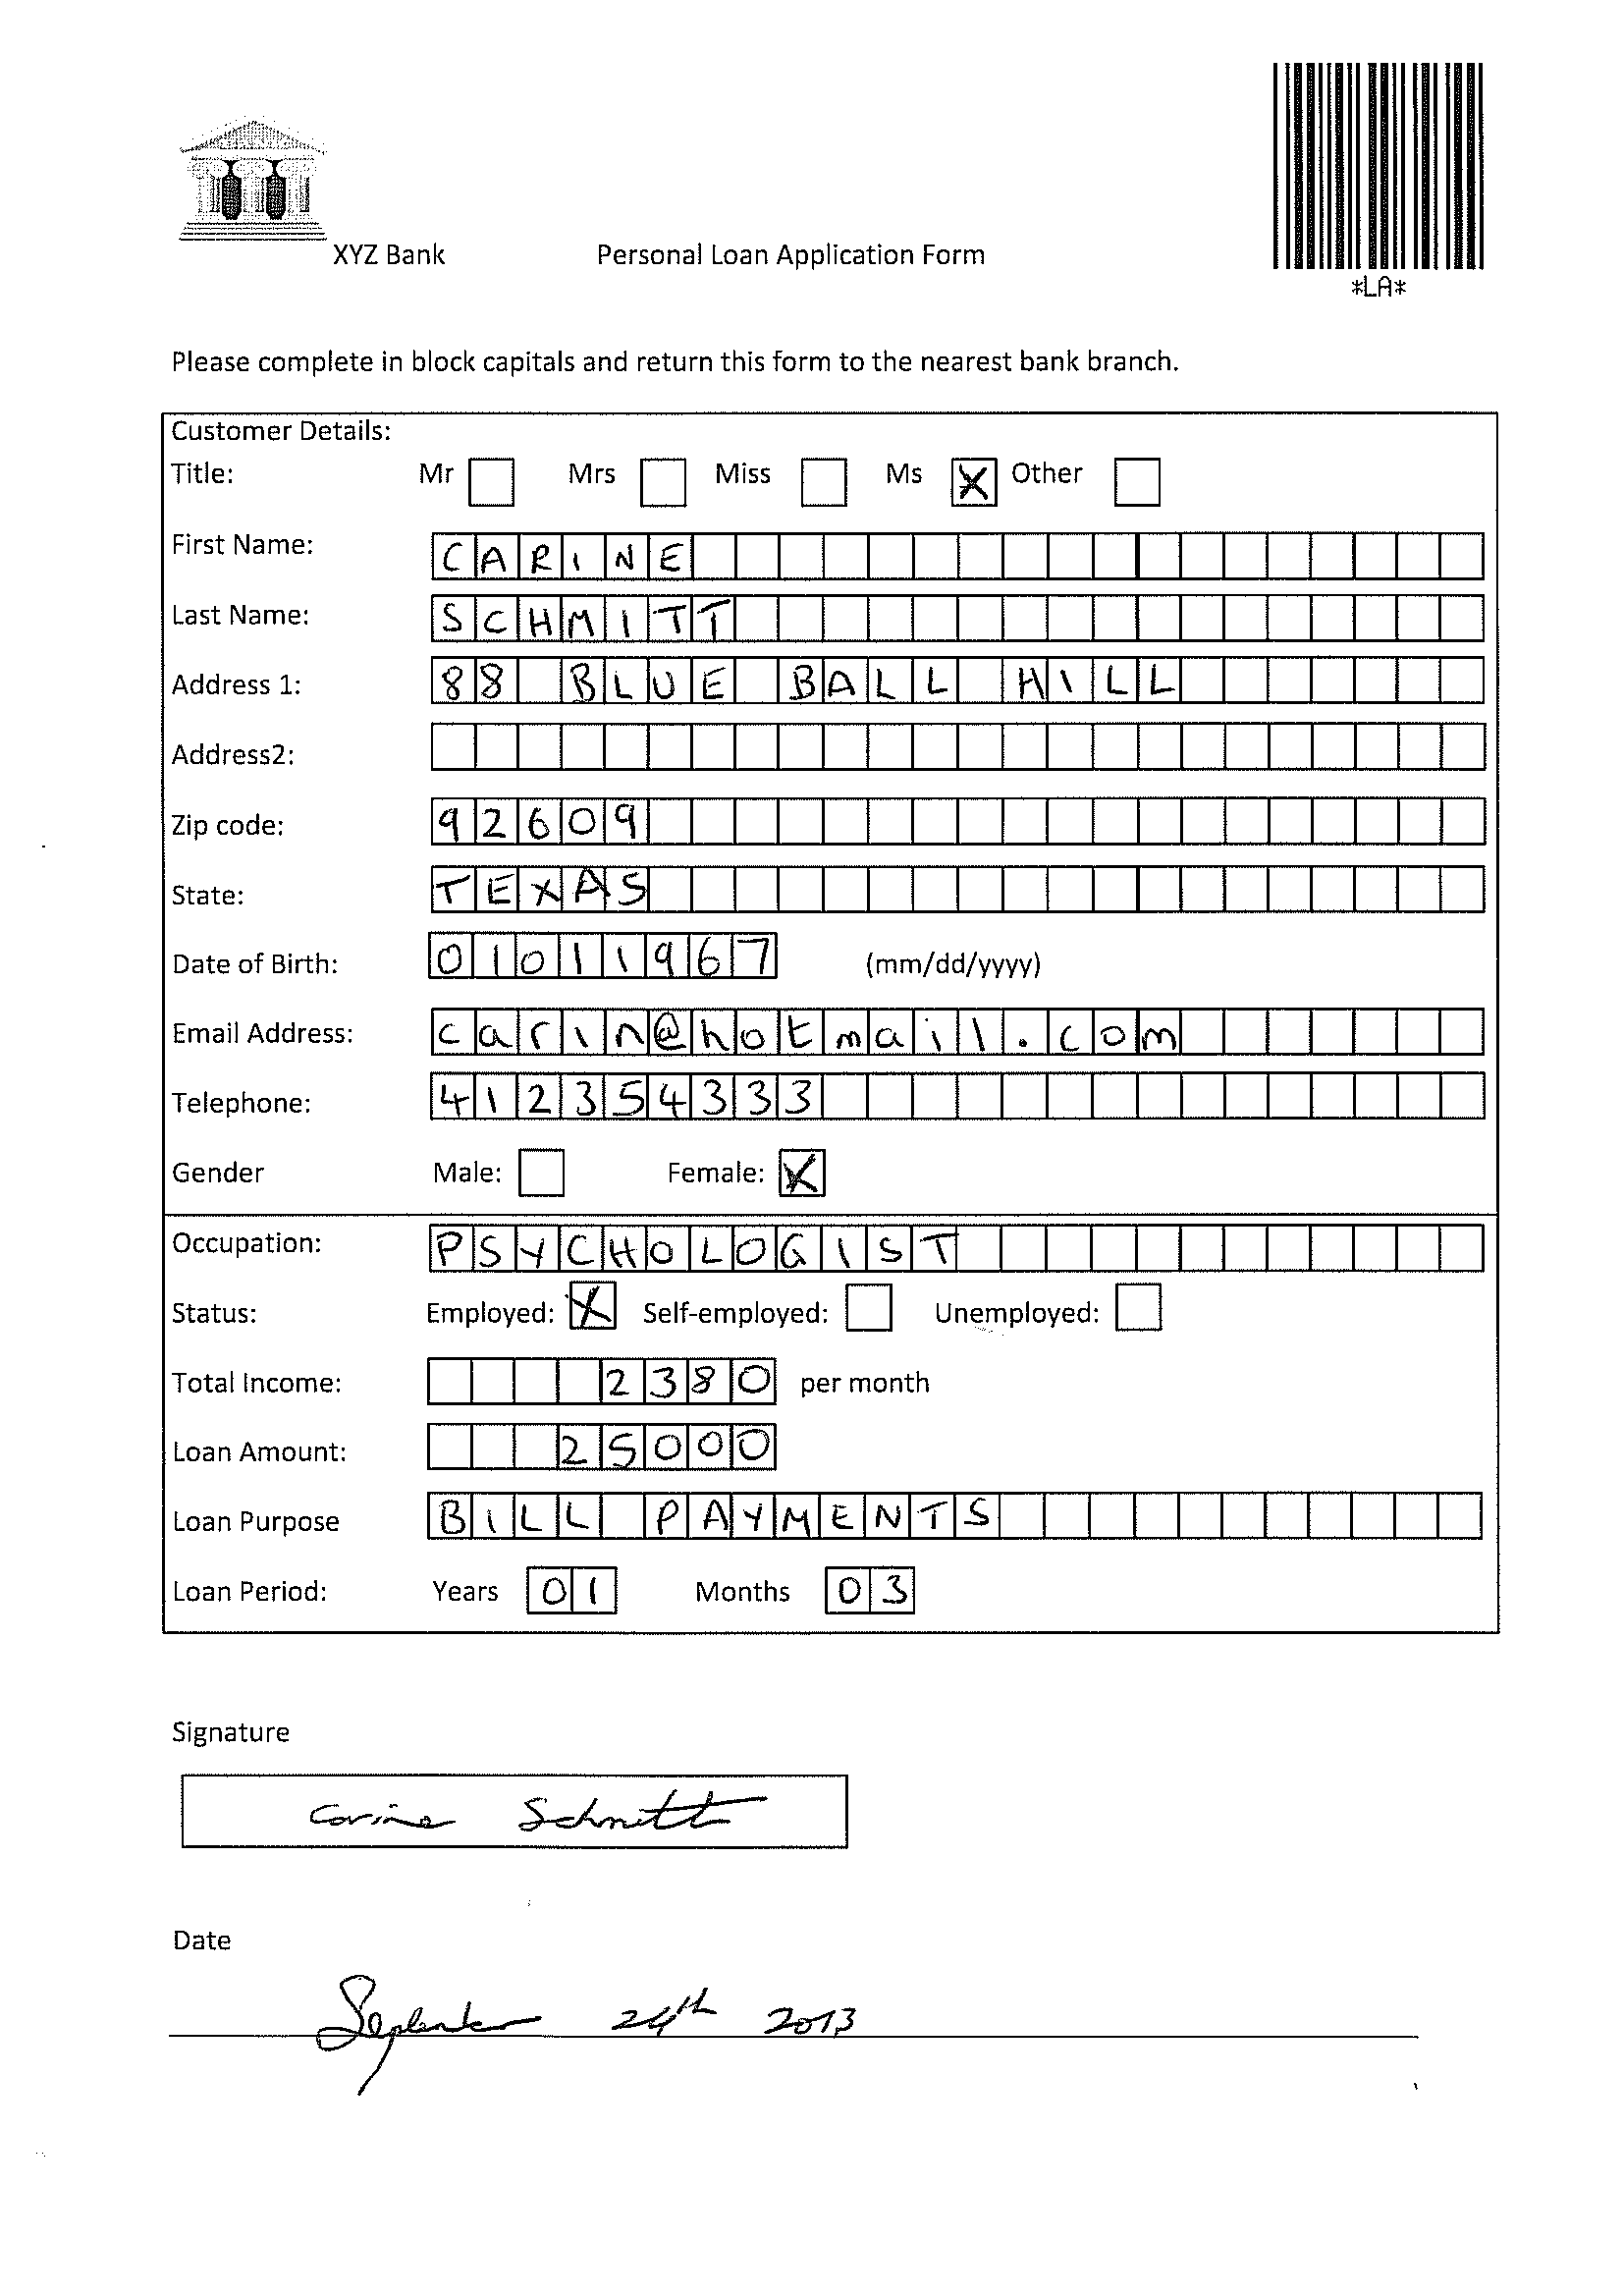 XYZ Bank Personal Loan Application Form
*LA*
Please complete in block capitals and return this form to the nearest bank branch.
Customer Details:
Title: Mr Mrs Miss Ms X Other
First Name: CARINE
Last Name: SCHMITT
Address 1: 88 BLUE BALL HILL
Address2:
Zip code: 92609
State: TEXAS
Date of Birth: 01011967 (mm/dd/yyyy)
Email Address: carin@hotmail.com
Telephone: 412354333
Gender Male: Female: X
Occupation: PSYCHOLOGIST
Status: Employed: X Self-employed: Unemployed:
Total Income: 2380 per month
Loan Amount: 25000
Loan Purpose BILL PAYMENTS
Loan Period: Years 01 Months 03
Signature
Carine Schmitt
Date
September 24th 2013